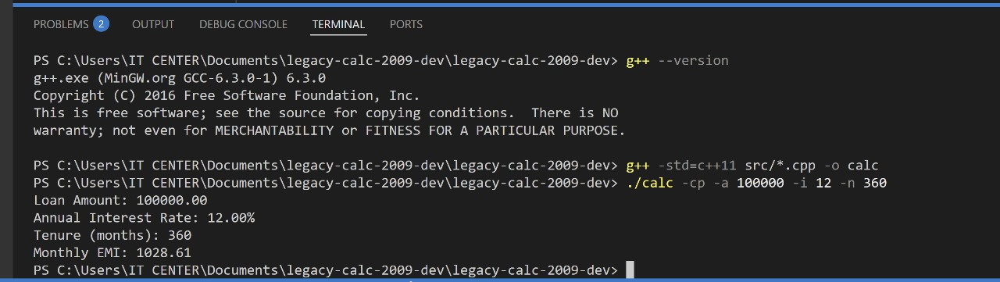 PROBLEMS 2 OUTPUT DEBUG CONSOLE TERMINAL PORTS
PS C:\Users\IT CENTER\Documents\legacy-calc-2009-dev\legacy-calc-2009-dev> g++ --version
g++.exe (MinGW.org GCC-6.3.0-1) 6.3.0
Copyright (C) 2016 Free Software Foundation, Inc.
This is free software; see the source for copying conditions.  There is NO
warranty; not even for MERCHANTABILITY or FITNESS FOR A PARTICULAR PURPOSE.
PS C:\Users\IT CENTER\Documents\legacy-calc-2009-dev\legacy-calc-2009-dev> g++ -std=c++11 src/*.cpp -o calc
PS C:\Users\IT CENTER\Documents\legacy-calc-2009-dev\legacy-calc-2009-dev> ./calc -cp -a 100000 -i 12 -n 360
Loan Amount: 100000.00
Annual Interest Rate: 12.00%
Tenure (months): 360
Monthly EMI: 1028.61
PS C:\Users\IT CENTER\Documents\legacy-calc-2009-dev\legacy-calc-2009-dev>